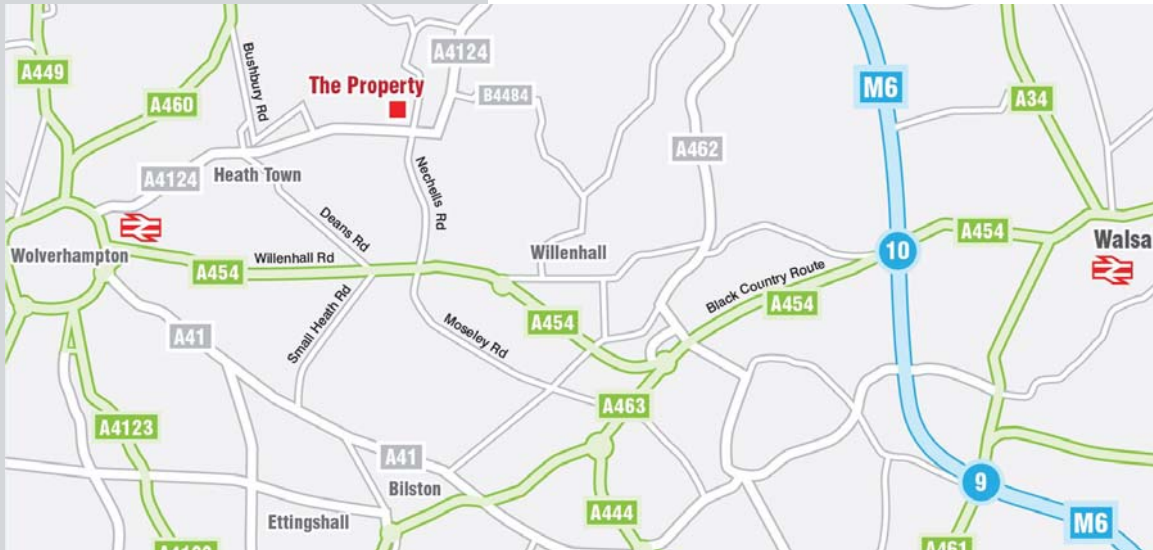 A449
A460
Bushbury Rd
The Property
A4124
B4484
M6
A34
A462
A4124
Heath Town
Nechells Rd
Deans Rd
Wolverhampton
A454
Willenhall Rd
Willenhall
10
A454
Walsa
Black Country Route
A454
Small Heath Rd
A41
A454
Moseley Rd
A463
A4123
A41
Bilston
9
Ettingshall
A444
M6
A461